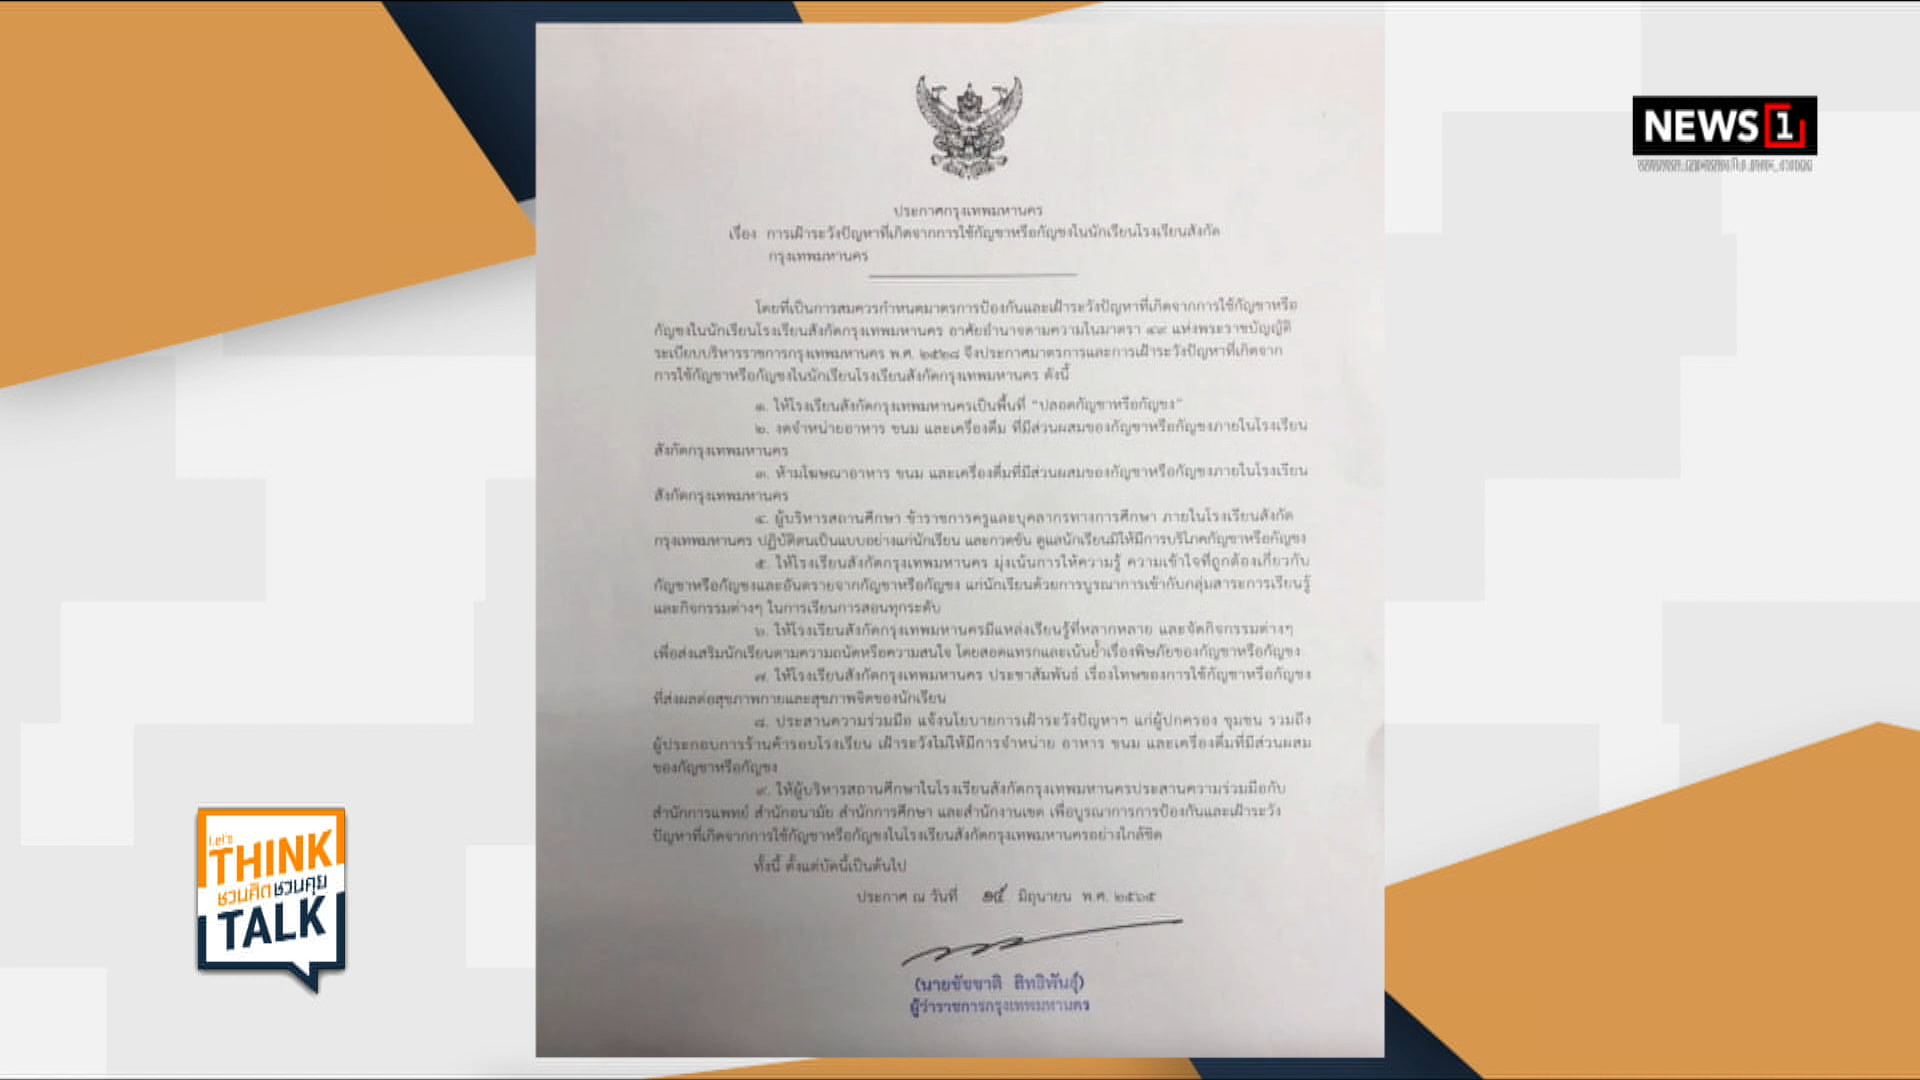 NEWS 1
ประกาศกรุงเทพมหานคร
เรื่อง การเฝ้าระวังปัญหาที่เกิดจากการใช้กัญชาหรือกัญชงในนักเรียนโรงเรียนสังกัด
กรุงเทพมหานคร
โดยที่เป็นการสมควรกำหนดมาตรการป้องกันและเฝ้าระวังปัญหาที่เกิดจากการใช้กัญชาหรือ
กัญชงในนักเรียนโรงเรียนสังกัดกรุงเทพมหานคร อาศัยอำนาจตามความในมาตรา ๔๙ แห่งพระราชบัญญัติ
ระเบียบบริหารราชการกรุงเทพมหานคร พ.ศ. ๒๕๒๘ จึงประกาศมาตรการและการเฝ้าระวังปัญหาที่เกิดจาก
การใช้กัญชาหรือกัญชงในนักเรียนโรงเรียนสังกัดกรุงเทพมหานคร ดังนี้
๑. ให้โรงเรียนสังกัดกรุงเทพมหานครเป็นพื้นที่ “ปลอดกัญชาหรือกัญชง”
๒. งดจำหน่ายอาหาร ขนม และเครื่องดื่ม ที่มีส่วนผสมของกัญชาหรือกัญชงภายในโรงเรียน
สังกัดกรุงเทพมหานคร
๓. ห้ามโฆษณาอาหาร ขนม และเครื่องดื่มที่มีส่วนผสมของกัญชาหรือกัญชงภายในโรงเรียน
สังกัดกรุงเทพมหานคร
๔. ผู้บริหารสถานศึกษา ข้าราชการครูและบุคลากรทางการศึกษา ภายในโรงเรียนสังกัด
กรุงเทพมหานคร ปฏิบัติตนเป็นแบบอย่างแก่นักเรียน และกวดขัน ดูแลนักเรียนมิให้มีการบริโภคกัญชาหรือกัญชง
๕. ให้โรงเรียนสังกัดกรุงเทพมหานคร มุ่งเน้นการให้ความรู้ ความเข้าใจที่ถูกต้องเกี่ยวกับ
กัญชาหรือกัญชงและอันตรายจากกัญชาหรือกัญชง แก่นักเรียนด้วยการบูรณาการเข้ากับกลุ่มสาระการเรียนรู้
และกิจกรรมต่างๆ ในการเรียนการสอนทุกระดับ
๖. ให้โรงเรียนสังกัดกรุงเทพมหานครมีแหล่งเรียนรู้ที่หลากหลาย และจัดกิจกรรมต่างๆ
เพื่อส่งเสริมนักเรียนตามความถนัดหรือความสนใจ โดยสอดแทรกและเน้นย้ำเรื่องพิษภัยของกัญชาหรือกัญชง
๗. ให้โรงเรียนสังกัดกรุงเทพมหานคร ประชาสัมพันธ์ เรื่องโทษของการใช้กัญชาหรือกัญชง
ที่ส่งผลต่อสุขภาพกายและสุขภาพจิตของนักเรียน
๘. ประสานความร่วมมือ แจ้งนโยบายการเฝ้าระวังปัญหาฯ แก่ผู้ปกครอง ชุมชน รวมถึง
ผู้ประกอบการร้านค้ารอบโรงเรียน เฝ้าระวังไม่ให้มีการจำหน่าย อาหาร ขนม และเครื่องดื่มที่มีส่วนผสม
ของกัญชาหรือกัญชง
๙. ให้ผู้บริหารสถานศึกษาในโรงเรียนสังกัดกรุงเทพมหานครประสานความร่วมมือกับ
สำนักการแพทย์ สำนักอนามัย สำนักการศึกษา และสำนักงานเขต เพื่อบูรณาการการป้องกันและเฝ้าระวัง
ปัญหาที่เกิดจากการใช้กัญชาหรือกัญชงในโรงเรียนสังกัดกรุงเทพมหานครอย่างใกล้ชิด
ทั้งนี้ ตั้งแต่บัดนี้เป็นต้นไป
ประกาศ ณ วันที่ ๑๕ มิถุนายน พ.ศ. ๒๕๖๕
(นายชัชชาติ สิทธิพันธุ์)
ผู้ว่าราชการกรุงเทพมหานคร
Let's
THINK
ชวนคิดชวนคุย
TALK